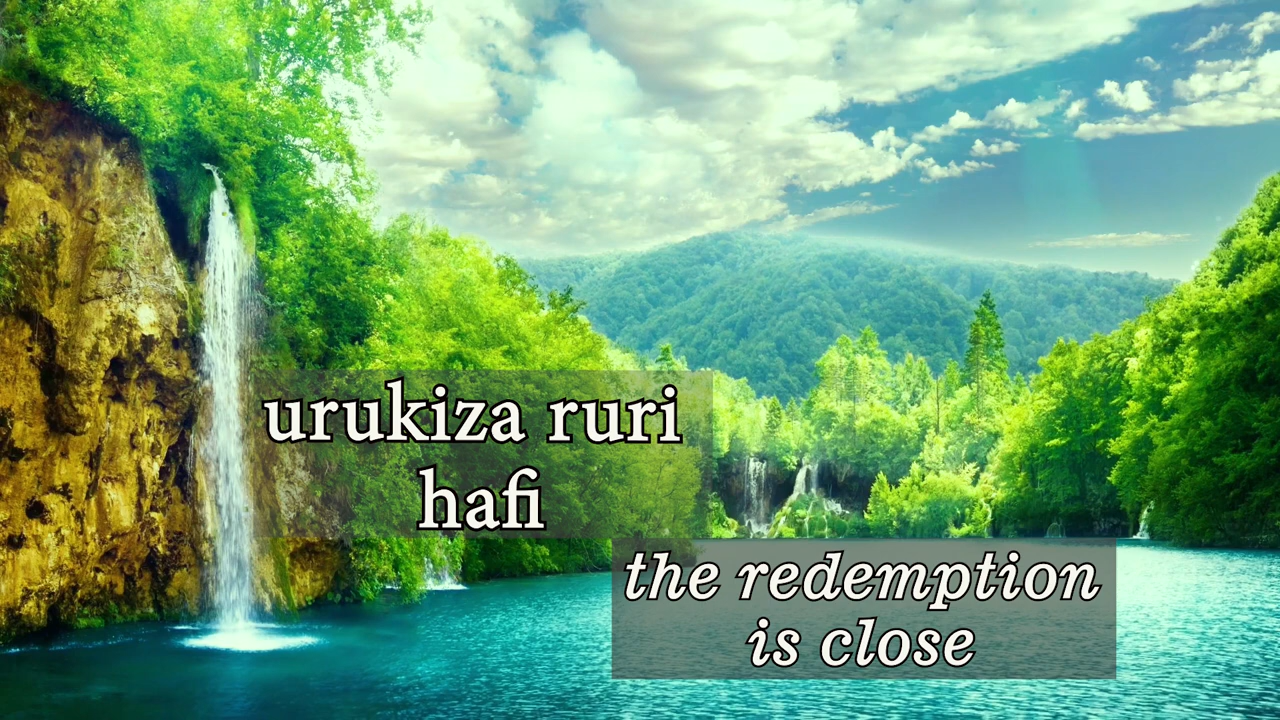 urukiza ruri
hafi
the redemption
is close